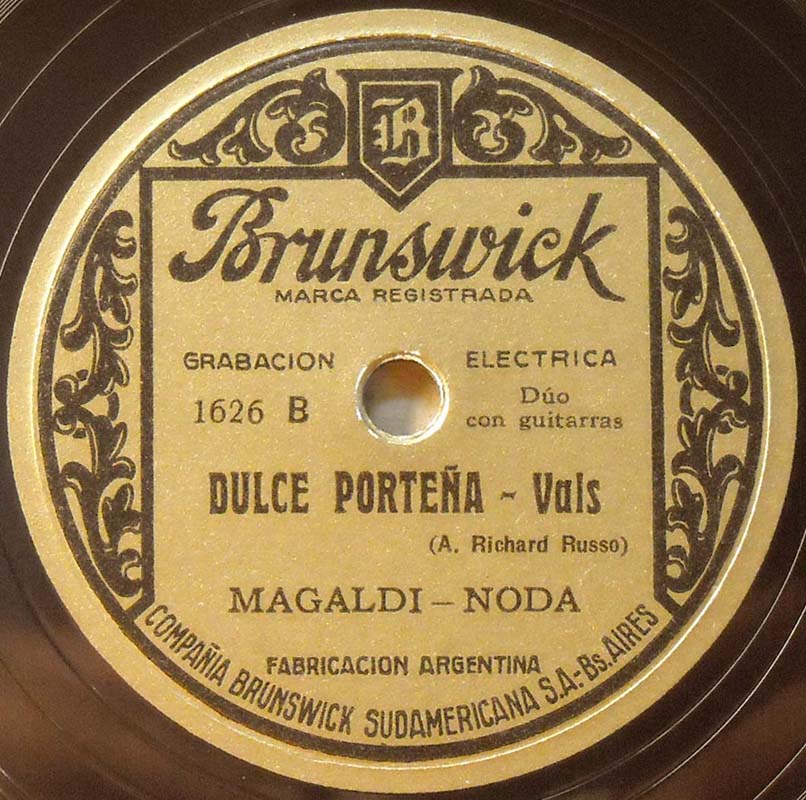 B
Brunswick
MARCA REGISTRADA
GRABACION ELECTRICA
1626 B
Dúo
con guitarras
DULCE PORTEÑA - Vals
(A. Richard Russo)
MAGALDI – NODA
FABRICACION ARGENTINA
COMPAÑIA BRUNSWICK SUDAMERICANA S.A.-Bs. AIRES